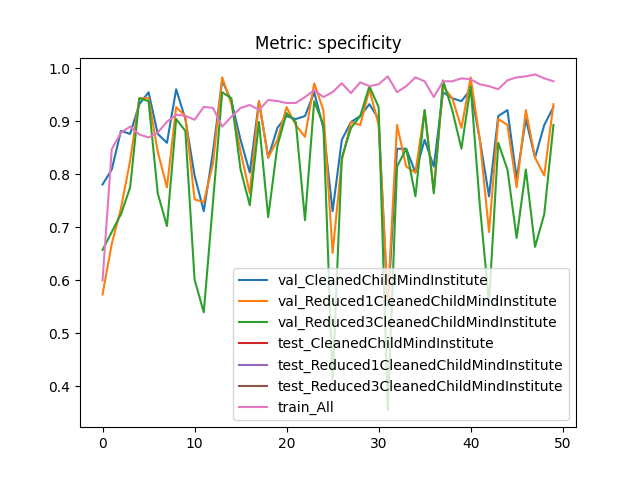 Metric: specificity
1.0
0.9
0.8
0.7
0.6
0.5
0.4
val_CleanedChildMindInstitute
val_Reduced1CleanedChildMindInstitute
val_Reduced3CleanedChildMindInstitute
test_CleanedChildMindInstitute
test_Reduced1CleanedChildMindInstitute
test_Reduced3CleanedChildMindInstitute
train_All
0 10 20 30 40 50